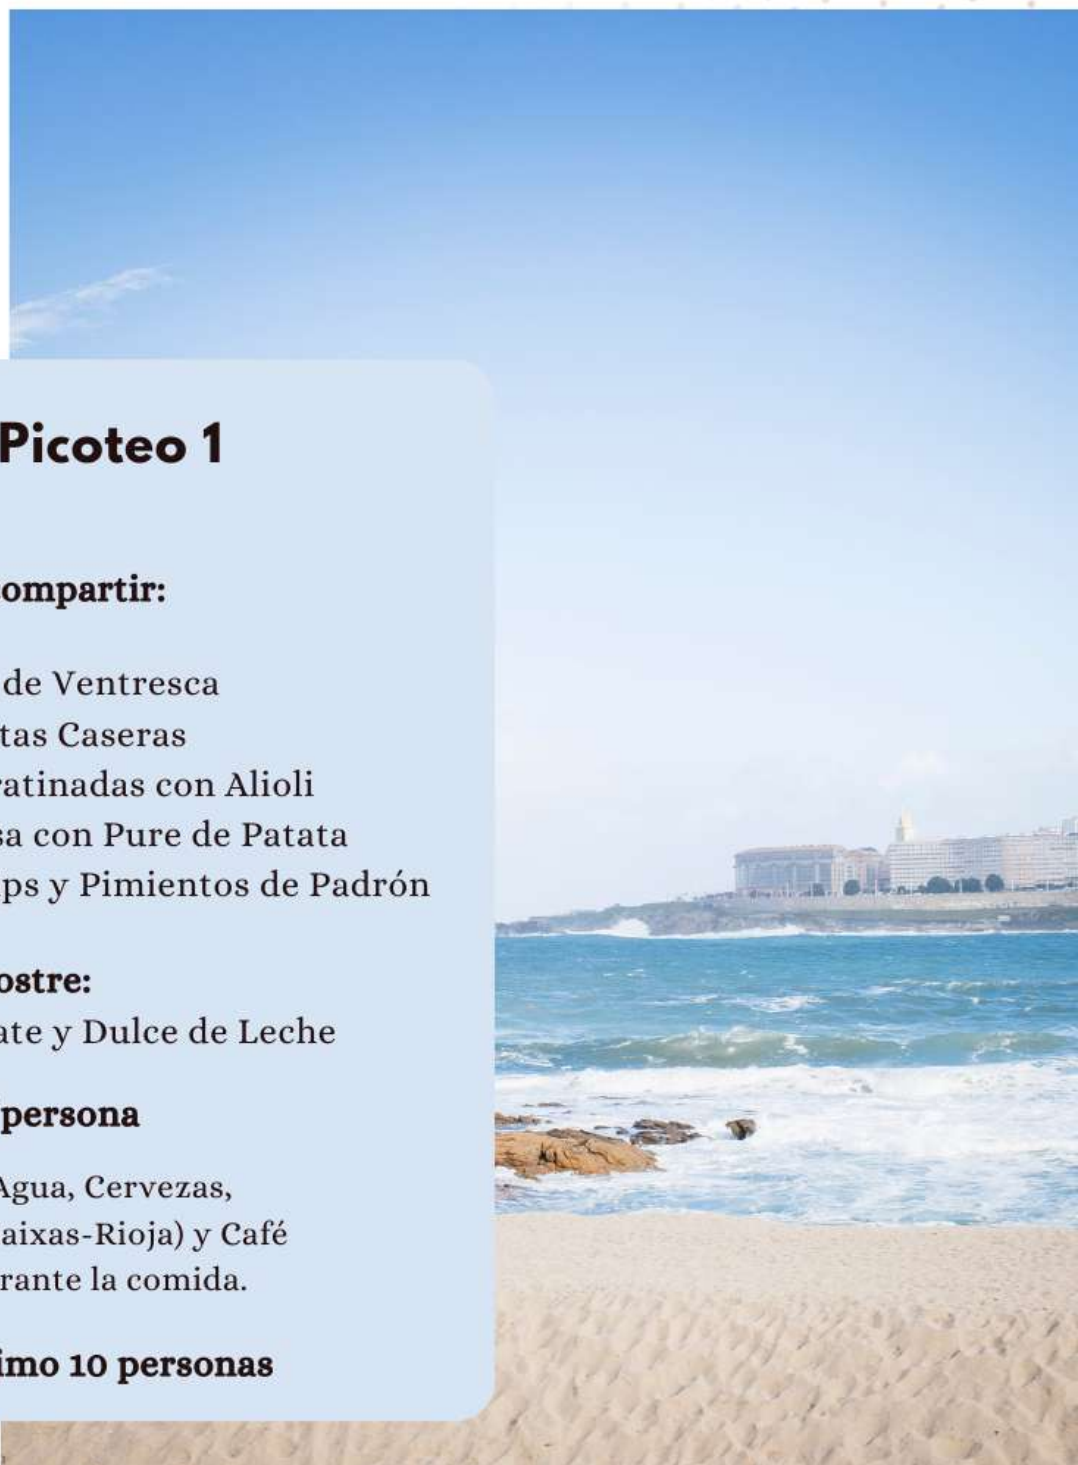 Picoteo 1
ompartir:
de Ventresca
tas Caseras
atinadas con Alioli
sa con Pure de Patata
ps y Pimientos de Padrón
ostre:
ate y Dulce de Leche
persona
Agua, Cervezas,
aixas-Rioja) y Café
rante la comida.
imo 10 personas